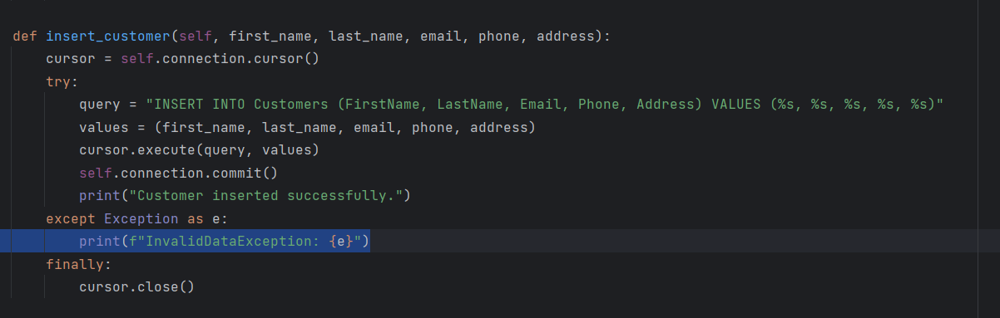 def insert_customer(self, first_name, last_name, email, phone, address):
    cursor = self.connection.cursor()
    try:
        query = "INSERT INTO Customers (FirstName, LastName, Email, Phone, Address) VALUES (%s, %s, %s, %s, %s)"
        values = (first_name, last_name, email, phone, address)
        cursor.execute(query, values)
        self.connection.commit()
        print("Customer inserted successfully.")
    except Exception as e:
        print(f"InvalidDataException: {e}")
    finally:
        cursor.close()